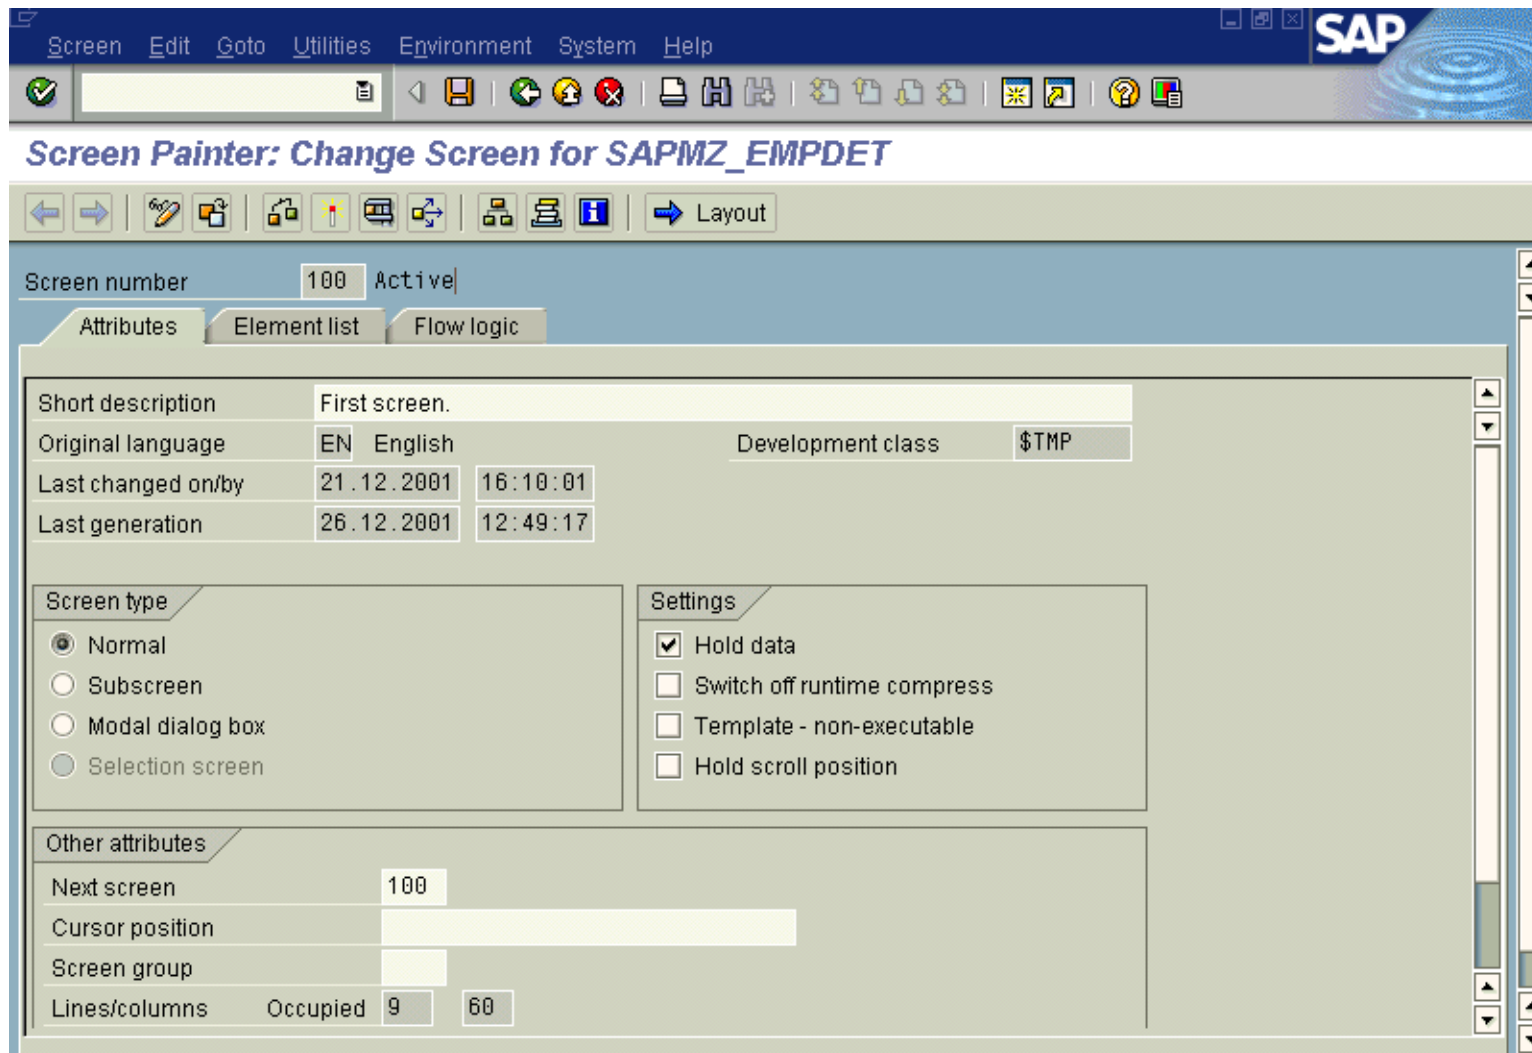 Screen Edit Goto Utilities Environment System Help
SAP
Screen Painter: Change Screen for SAPMZ_EMPDET
Layout
Screen number 100 Active
Attributes Element list Flow logic
Short description First screen.
Original language EN English Development class $TMP
Last changed on/by 21.12.2001 16:10:01
Last generation 26.12.2001 12:49:17
Screen type Settings
Normal Hold data
Subscreen Switch off runtime compress
Modal dialog box Template - non-executable
Selection screen Hold scroll position
Other attributes
Next screen 100
Cursor position
Screen group
Lines/columns Occupied 9 60